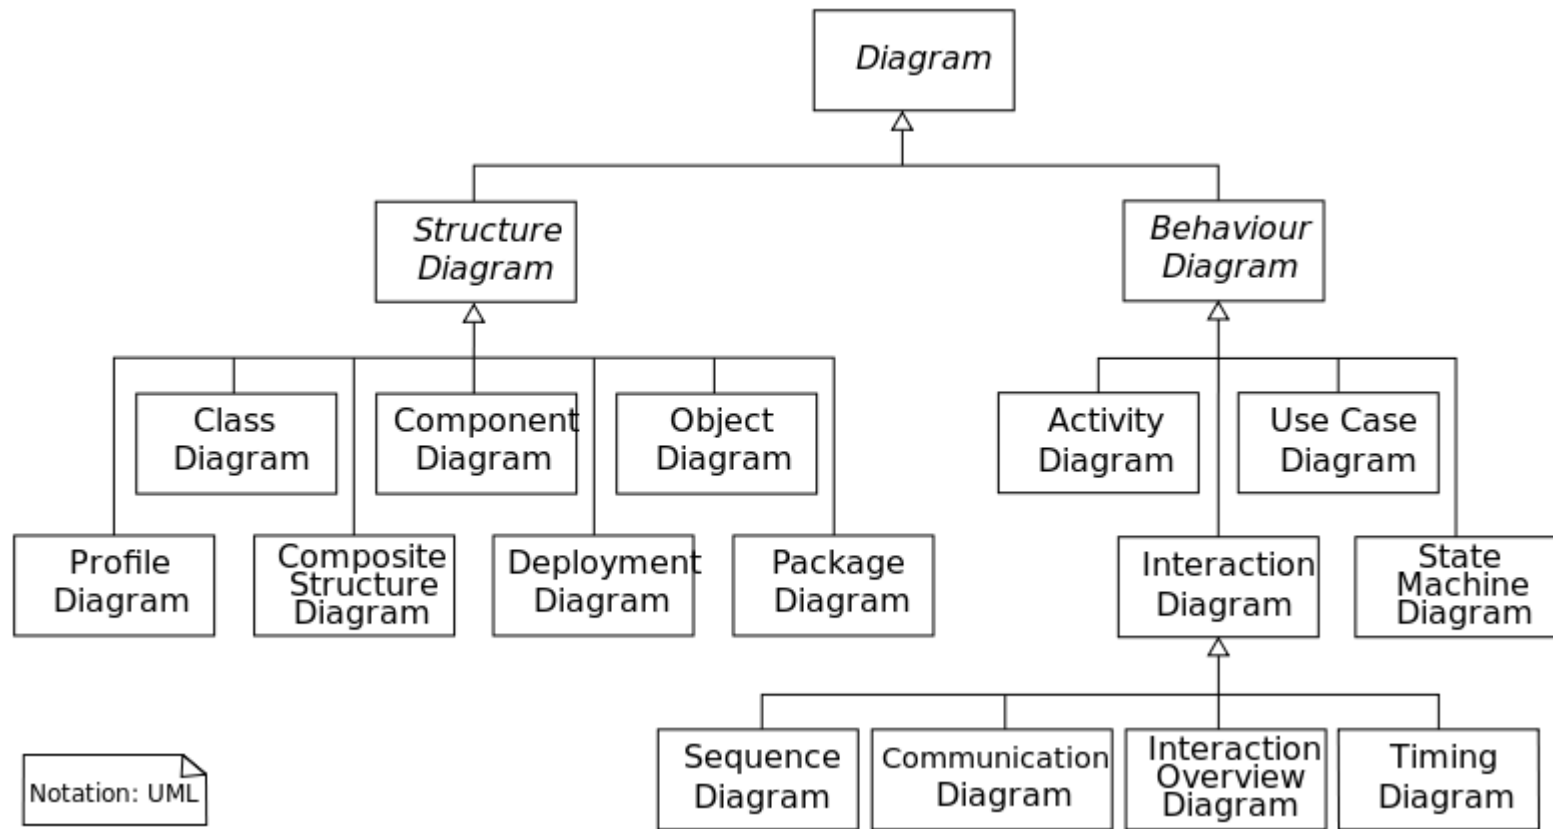 Diagram
Structure
Diagram
Behaviour
Diagram
Class
Diagram
Component
Diagram
Object
Diagram
Activity
Diagram
Use Case
Diagram
Profile
Diagram
Composite
Structure
Diagram
Deployment
Diagram
Package
Diagram
Interaction
Diagram
State
Machine
Diagram
Sequence
Diagram
Communication
Diagram
Interaction
Overview
Diagram
Timing
Diagram
Notation: UML